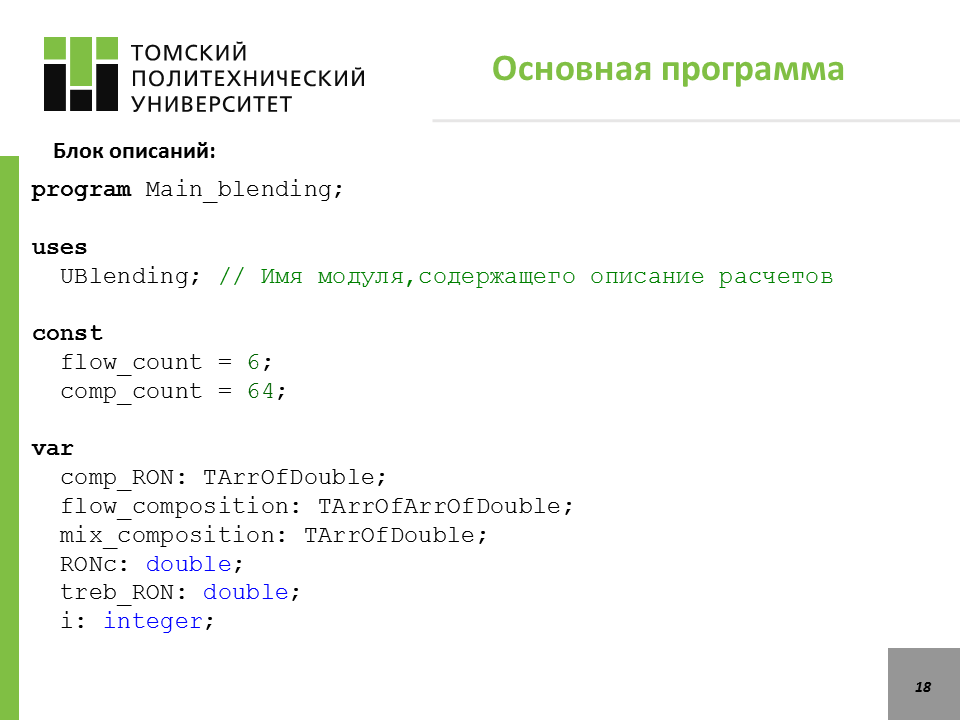 ТОМСКИЙ
ПОЛИТЕХНИЧЕСКИЙ
УНИВЕРСИТЕТ
Основная программа
Блок описаний:
program Main_blending;
uses
UBlending; // Имя модуля,содержащего описание расчетов
const
flow_count = 6;
comp_count = 64;
var
comp_RON: TArrOfDouble;
flow_composition: TArrOfArrOfDouble;
mix_composition: TArrOfDouble;
RONc: double;
treb_RON: double;
i: integer;
18